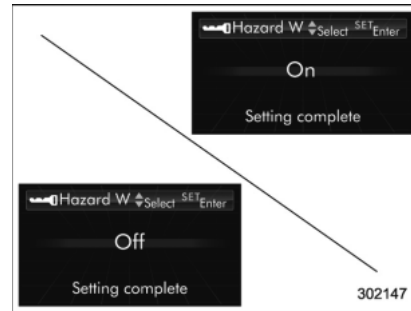 Hazard W Select SET Enter
On
Setting complete
Hazard W Select SET Enter
Off
Setting complete
302147